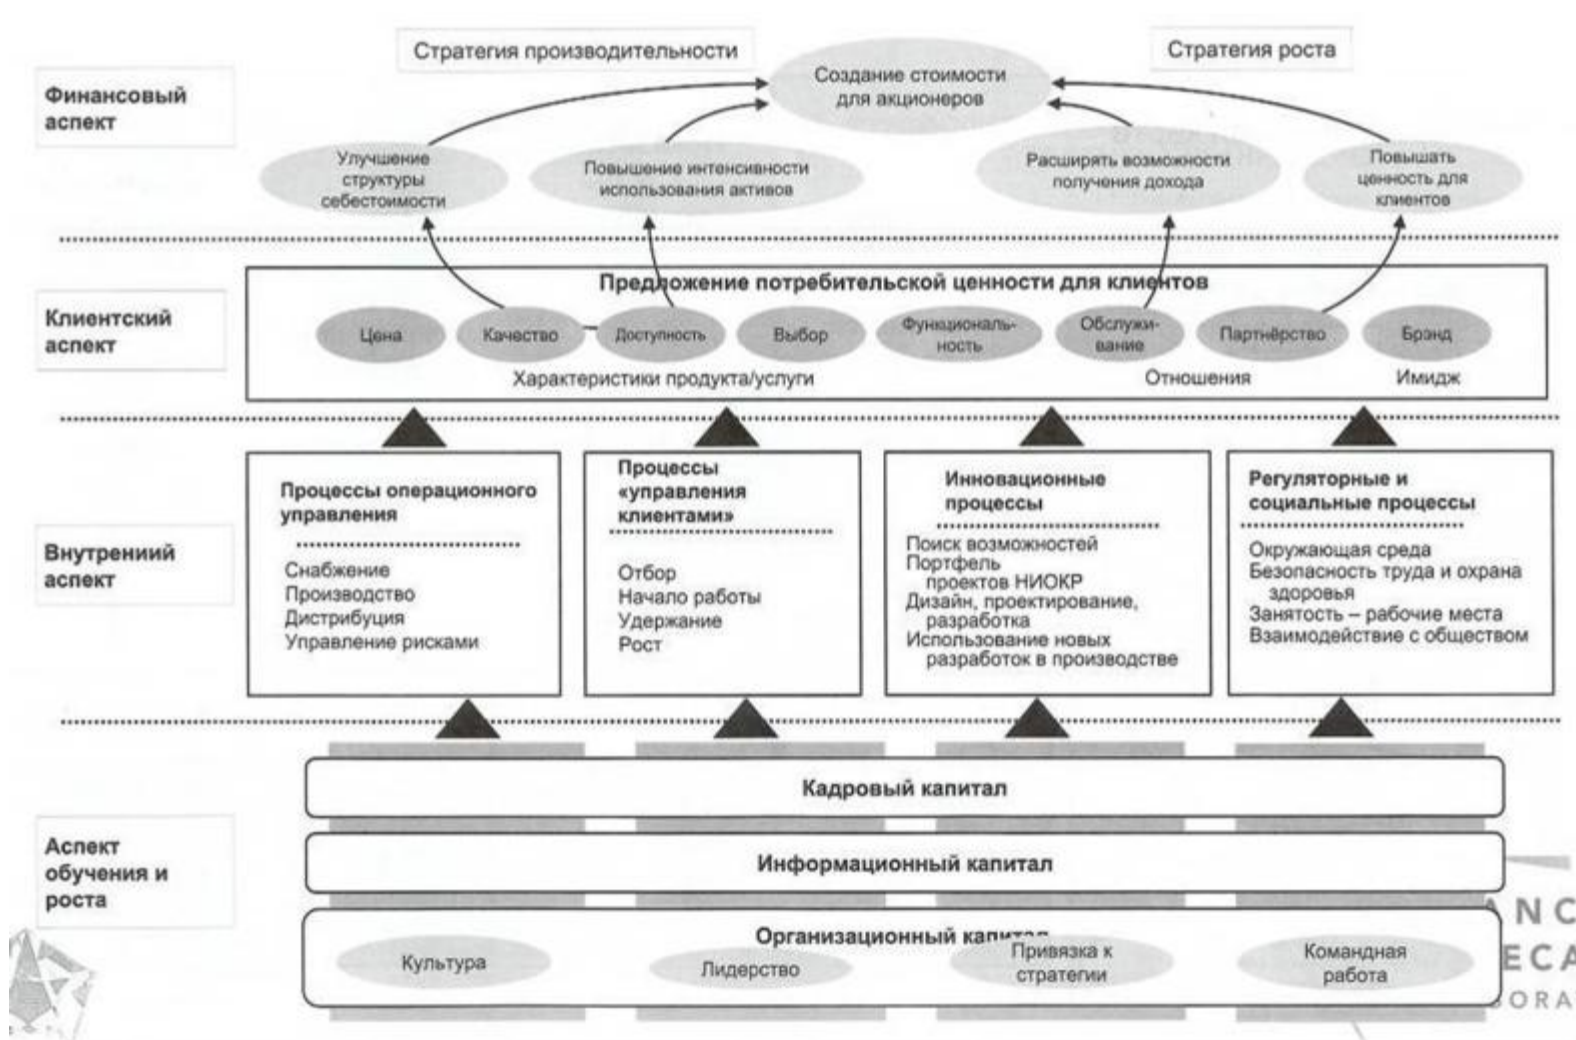 Стратегия производительности
Стратегия роста
Финансовый
аспект
Создание стоимости
для акционеров
Улучшение
структуры
себестоимости
Повышение интенсивности
использования активов
Расширять возможности
получения дохода
Повышать
ценность для
клиентов
Клиентский
аспект
Предложение потребительской ценности для клиентов
Цена
Качество
Доступность
Выбор
Функциональ-
ность
Обслужи-
вание
Партнёрство
Брэнд
Характеристики продукта/услуги
Отношения
Имидж
Внутрениий
аспект
Процессы операционного
управления
Снабжение
Производство
Дистрибуция
Управление рисками
Процессы
«управления
клиентами»
Отбор
Начало работы
Удержание
Рост
Инновационные
процессы
Поиск возможностей
Портфель
проектов НИОКР
Дизайн, проектирование,
разработка
Использование новых
разработок в производстве
Регуляторные и
социальные процессы
Окружающая среда
Безопасность труда и охрана
здоровья
Занятость – рабочие места
Взаимодействие с обществом
Аспект
обучения и
роста
Кадровый капитал
Информационный капитал
Организационный капитал
Культура
Лидерство
Привязка к
стратегии
Командная
работа
ANC
ECA
ORA